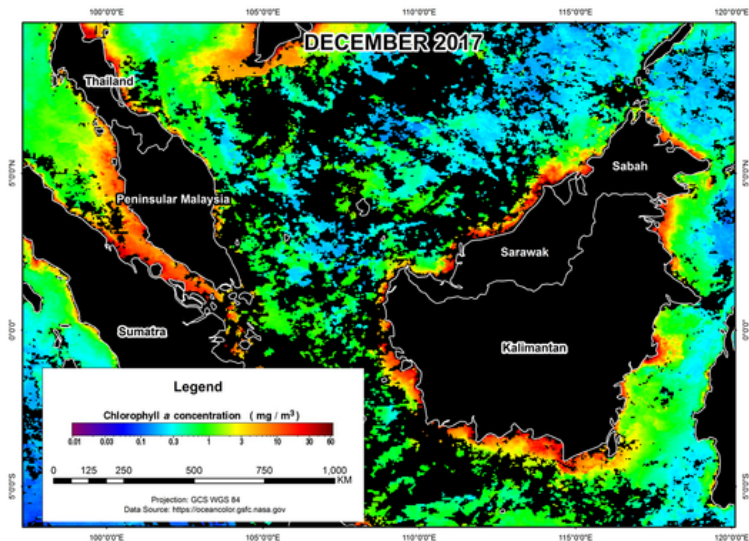 100°0'0"E 105°0'0"E 110°0'0"E 115°0'0"E 120°0'0"E
DECEMBER 2017
N
Thailand
5°0'0"N 5°0'0"N
Sabah
Peninsular Malaysia
Sarawak
0°0'0" 0°0'0"
Sumatra
Kalimantan
Legend
Chlorophyll a concentration ( mg / m³ )
0.01 0.03 0.1 0.3 1 3 10 30 60
0 125 250 500 750 1,000
KM
Projection: GCS WGS 84
Data Source: https://oceancolor.gsfc.nasa.gov
5°0'0"S 5°0'0"S
100°0'0"E 105°0'0"E 110°0'0"E 115°0'0"E 120°0'0"E